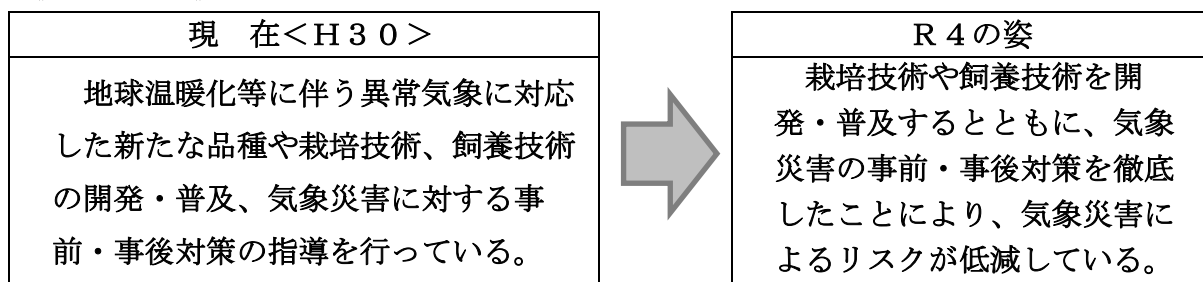 現　在＜Ｈ３０＞
地球温暖化等に伴う異常気象に対応
した新たな品種や栽培技術、飼養技術
の開発・普及、気象災害に対する事
前・事後対策の指導を行っている。
Ｒ４の姿
栽培技術や飼養技術を開
発・普及するとともに、気象
災害の事前・事後対策を徹底
したことにより、気象災害に
よるリスクが低減している。